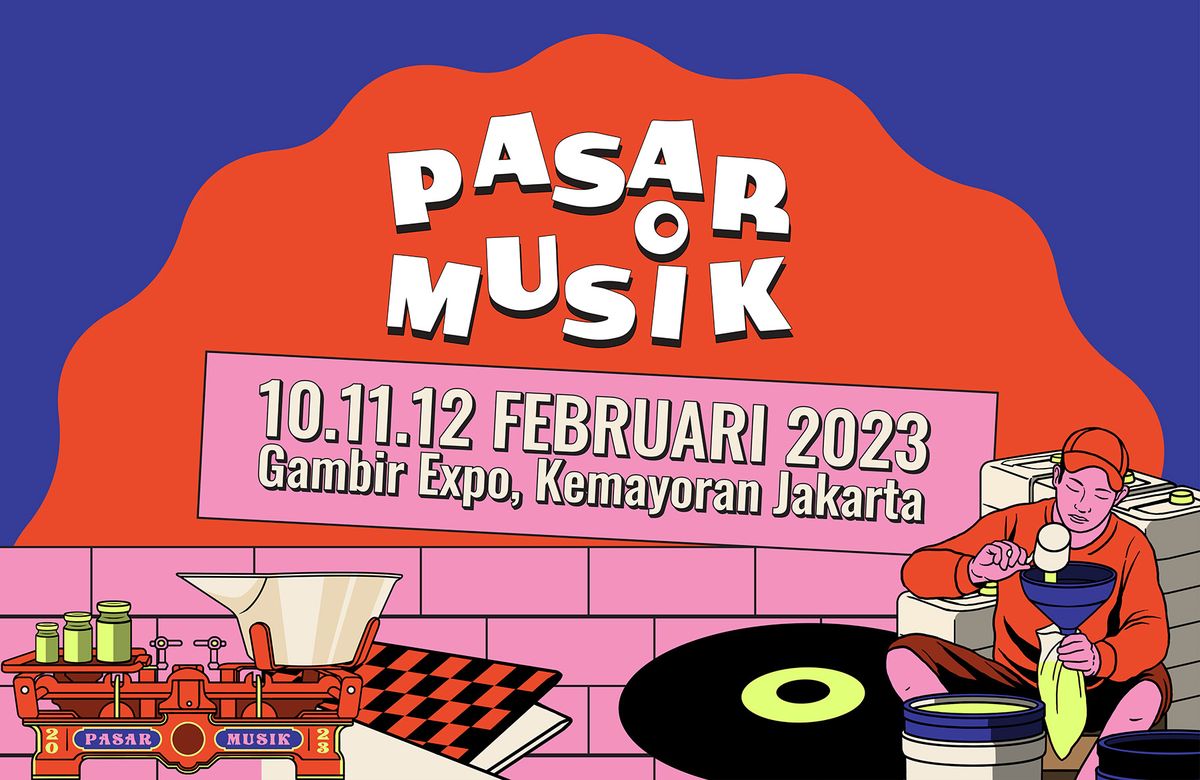 PASAR
MUSIK
10.11.12 FEBRUARI 2023
Gambir Expo, Kemayoran Jakarta
20 PASAR MUSIK 23